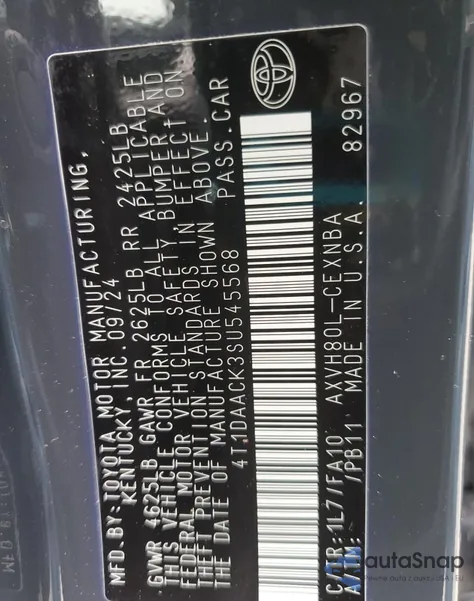 MFD.BY:TOYOTA MOTOR MANUFACTURING,
KENTUCKY, INC.09/24
GVWR 4625LB GAWR FR 2625LB RR 2425LB
THIS VEHICLE CONFORMS TO ALL APPLICABLE
FEDERAL MOTOR VEHICLE SAFETY, BUMPER, AND
THEFT PREVENTION STANDARDS IN EFFECT ON
THE DATE OF MANUFACTURE SHOWN ABOVE.
4T1DAACK3SU545568 PASS.CAR
C/TR:1L7/FA10 AXVH80L-CEXNBA
/PB11 MADE IN U.S.A. 82967
autaSnap